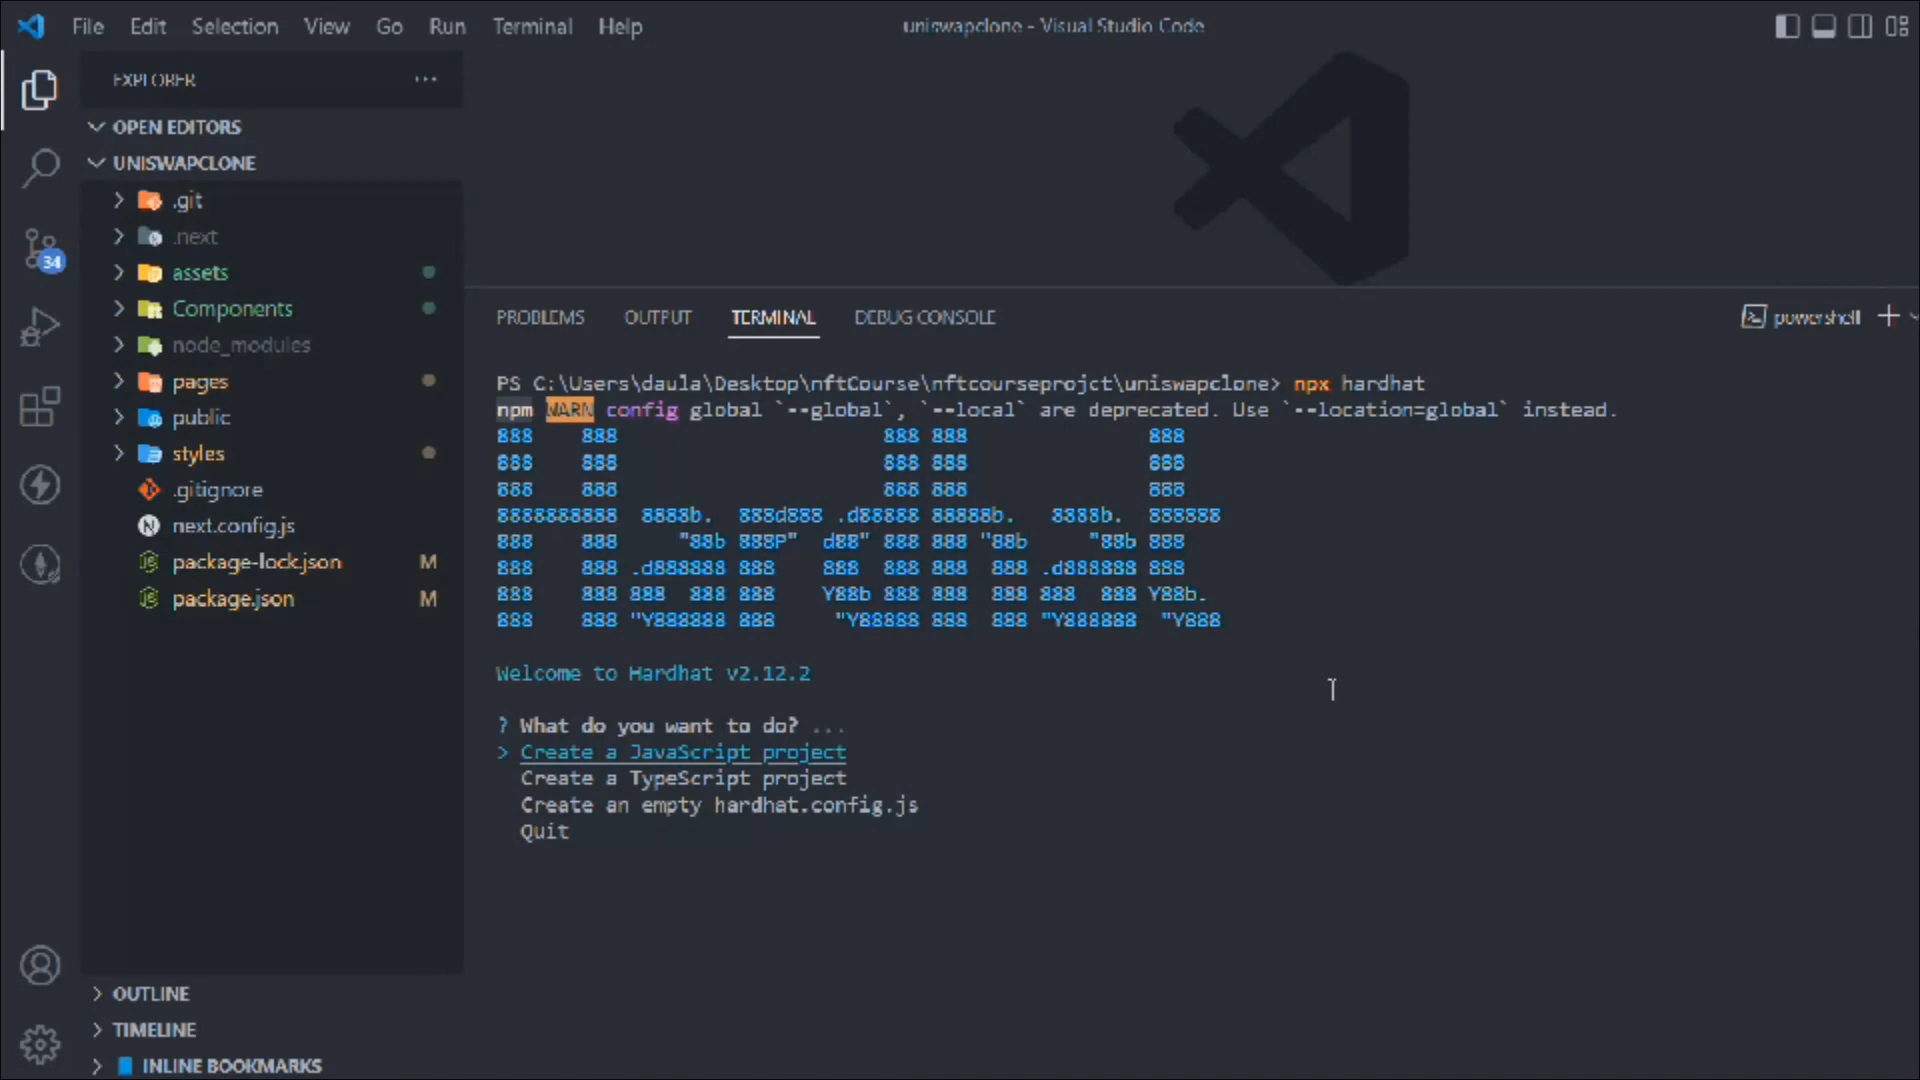 File Edit Selection View Go Run Terminal Help
uniswapclone - Visual Studio Code
EXPLORER
OPEN EDITORS
UNISWAPCLONE
.git
.next
assets
Components
node_modules
pages
public
styles
.gitignore
next.config.js
package-lock.json M
package.json M
34
OUTLINE
TIMELINE
INLINE BOOKMARKS
PROBLEMS OUTPUT TERMINAL DEBUG CONSOLE
powershell
PS C:\Users\daula\Desktop\nftCourse\nftcourseprojct\uniswapclone> npx hardhat
npm WARN config global `--global`, `--local` are deprecated. Use `--location=global` instead.
888    888                      888 888               888
888    888                      888 888               888
888    888                      888 888               888
8888888888  8888b.  888d888 .d88888 88888b.   8888b.  888888
888    888     "88b 888P"  d88" 888 888 "88b     "88b 888
888    888 .d888888 888    888  888 888  888 .d888888 888
888    888 888  888 888    Y88b 888 888  888 888  888 Y88b.
888    888 "Y888888 888     "Y88888 888  888 "Y888888  "Y888
Welcome to Hardhat v2.12.2
? What do you want to do? ...
> Create a JavaScript project
Create a TypeScript project
Create an empty hardhat.config.js
Quit